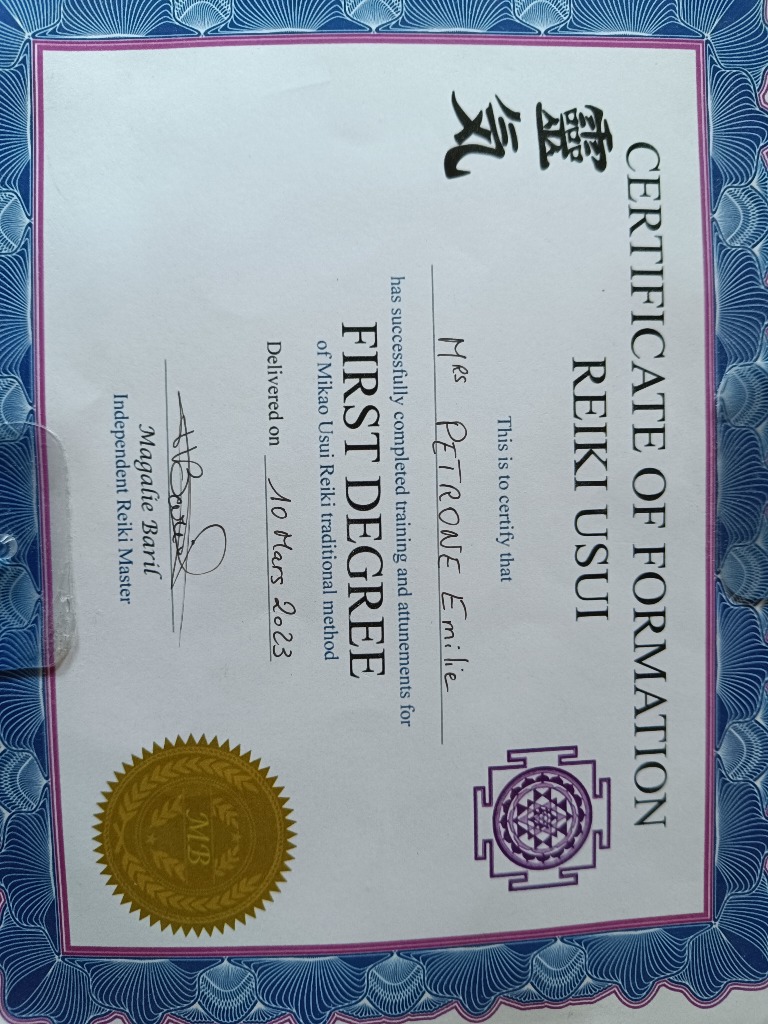 CERTIFICATE OF FORMATION
REIKI USUI
靈
気
This is to certify that
Mrs PETRONE Emilie
has successfully completed training and attunements for
FIRST DEGREE
of Mikao Usui Reiki traditional method
Delivered on 10 Mars 2023
Magalie Baril
Independent Reiki Master
MB